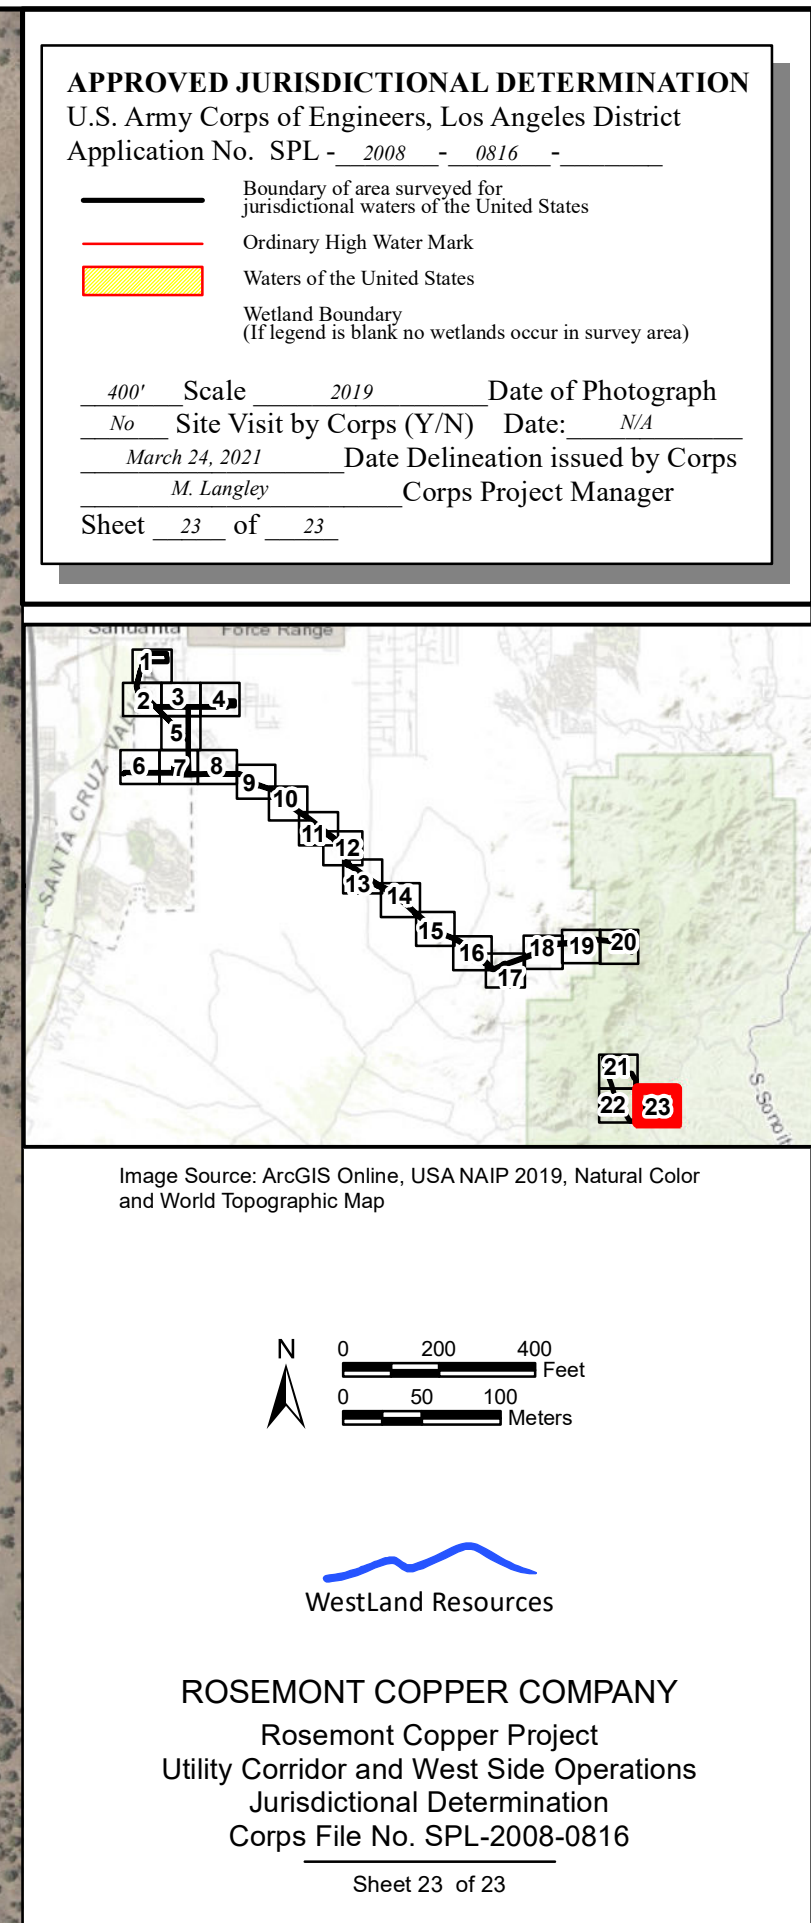 APPROVED JURISDICTIONAL DETERMINATION
U.S. Army Corps of Engineers, Los Angeles District
Application No. SPL - 2008 - 0816 -
Boundary of area surveyed for
jurisdictional waters of the United States
Ordinary High Water Mark
Waters of the United States
Wetland Boundary
(If legend is blank no wetlands occur in survey area)
400' Scale 2019 Date of Photograph
No Site Visit by Corps (Y/N) Date: N/A
March 24, 2021 Date Delineation issued by Corps
M. Langley Corps Project Manager
Sheet 23 of 23
Sahuarita Force Range
1
2 3 4
5
6 7 8
9
10
11
12
13
14
15
16
17
18 19 20
21
22 23
SANTA CRUZ VALLEY
Image Source: ArcGIS Online, USA NAIP 2019, Natural Color
and World Topographic Map
N
0 200 400
Feet
0 50 100
Meters
WestLand Resources
ROSEMONT COPPER COMPANY
Rosemont Copper Project
Utility Corridor and West Side Operations
Jurisdictional Determination
Corps File No. SPL-2008-0816
Sheet 23 of 23